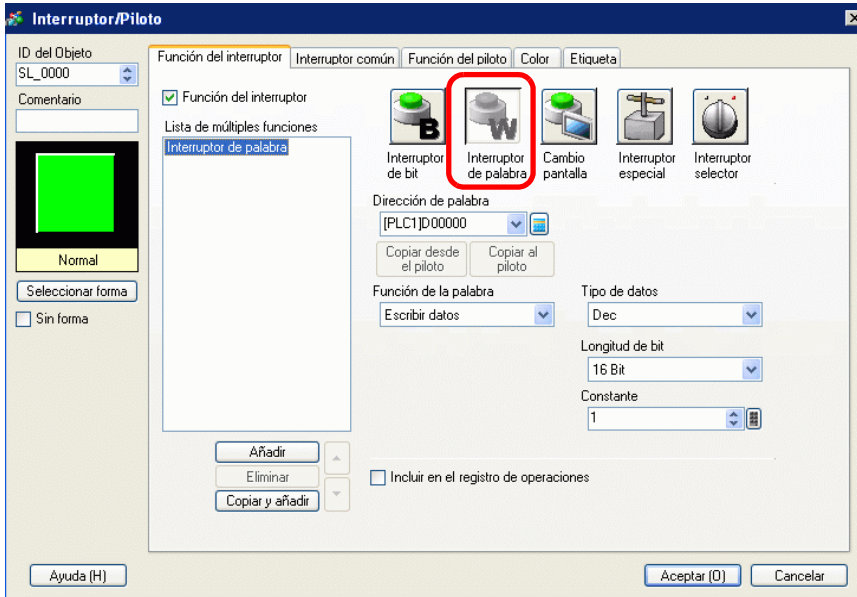 Interruptor/Piloto
ID del Objeto
SL_0000
Comentario
Normal
Seleccionar forma
Sin forma
Función del interruptor
Interruptor común
Función del piloto
Color
Etiqueta
Función del interruptor
Lista de múltiples funciones
Interruptor de palabra
Añadir
Eliminar
Copiar y añadir
B
W
Interruptor
de bit
Interruptor
de palabra
Cambio
pantalla
Interruptor
especial
Interruptor
selector
Dirección de palabra
[PLC1]D00000
Copiar desde
el piloto
Copiar al
piloto
Función de la palabra
Escribir datos
Tipo de datos
Dec
Longitud de bit
16 Bit
Constante
1
Incluir en el registro de operaciones
Ayuda (H)
Aceptar (O)
Cancelar